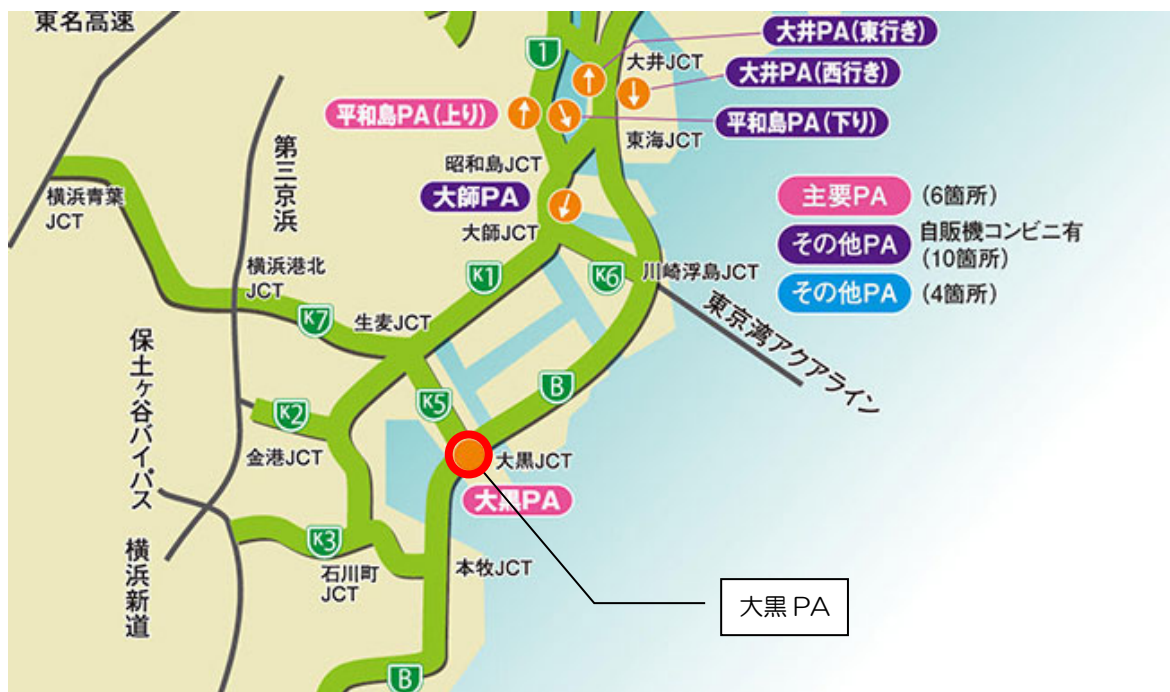 東名高速
1
大井PA(東行き)
大井JCT
大井PA(西行き)
平和島PA(上り)
平和島PA(下り)
東海JCT
第三京浜
昭和島JCT
横浜青葉
JCT
大師PA
大師JCT
主要PA
(6箇所)
その他PA
自販機コンビニ有
(10箇所)
その他PA
(4箇所)
横浜港北
JCT
K1
K6
川崎浮島JCT
東京湾アクアライン
K7
生麦JCT
保土ヶ谷バイパス
K5
B
K2
金港JCT
大黒JCT
大黒PA
K3
石川町
JCT
本牧JCT
横浜新道
大黒PA
B